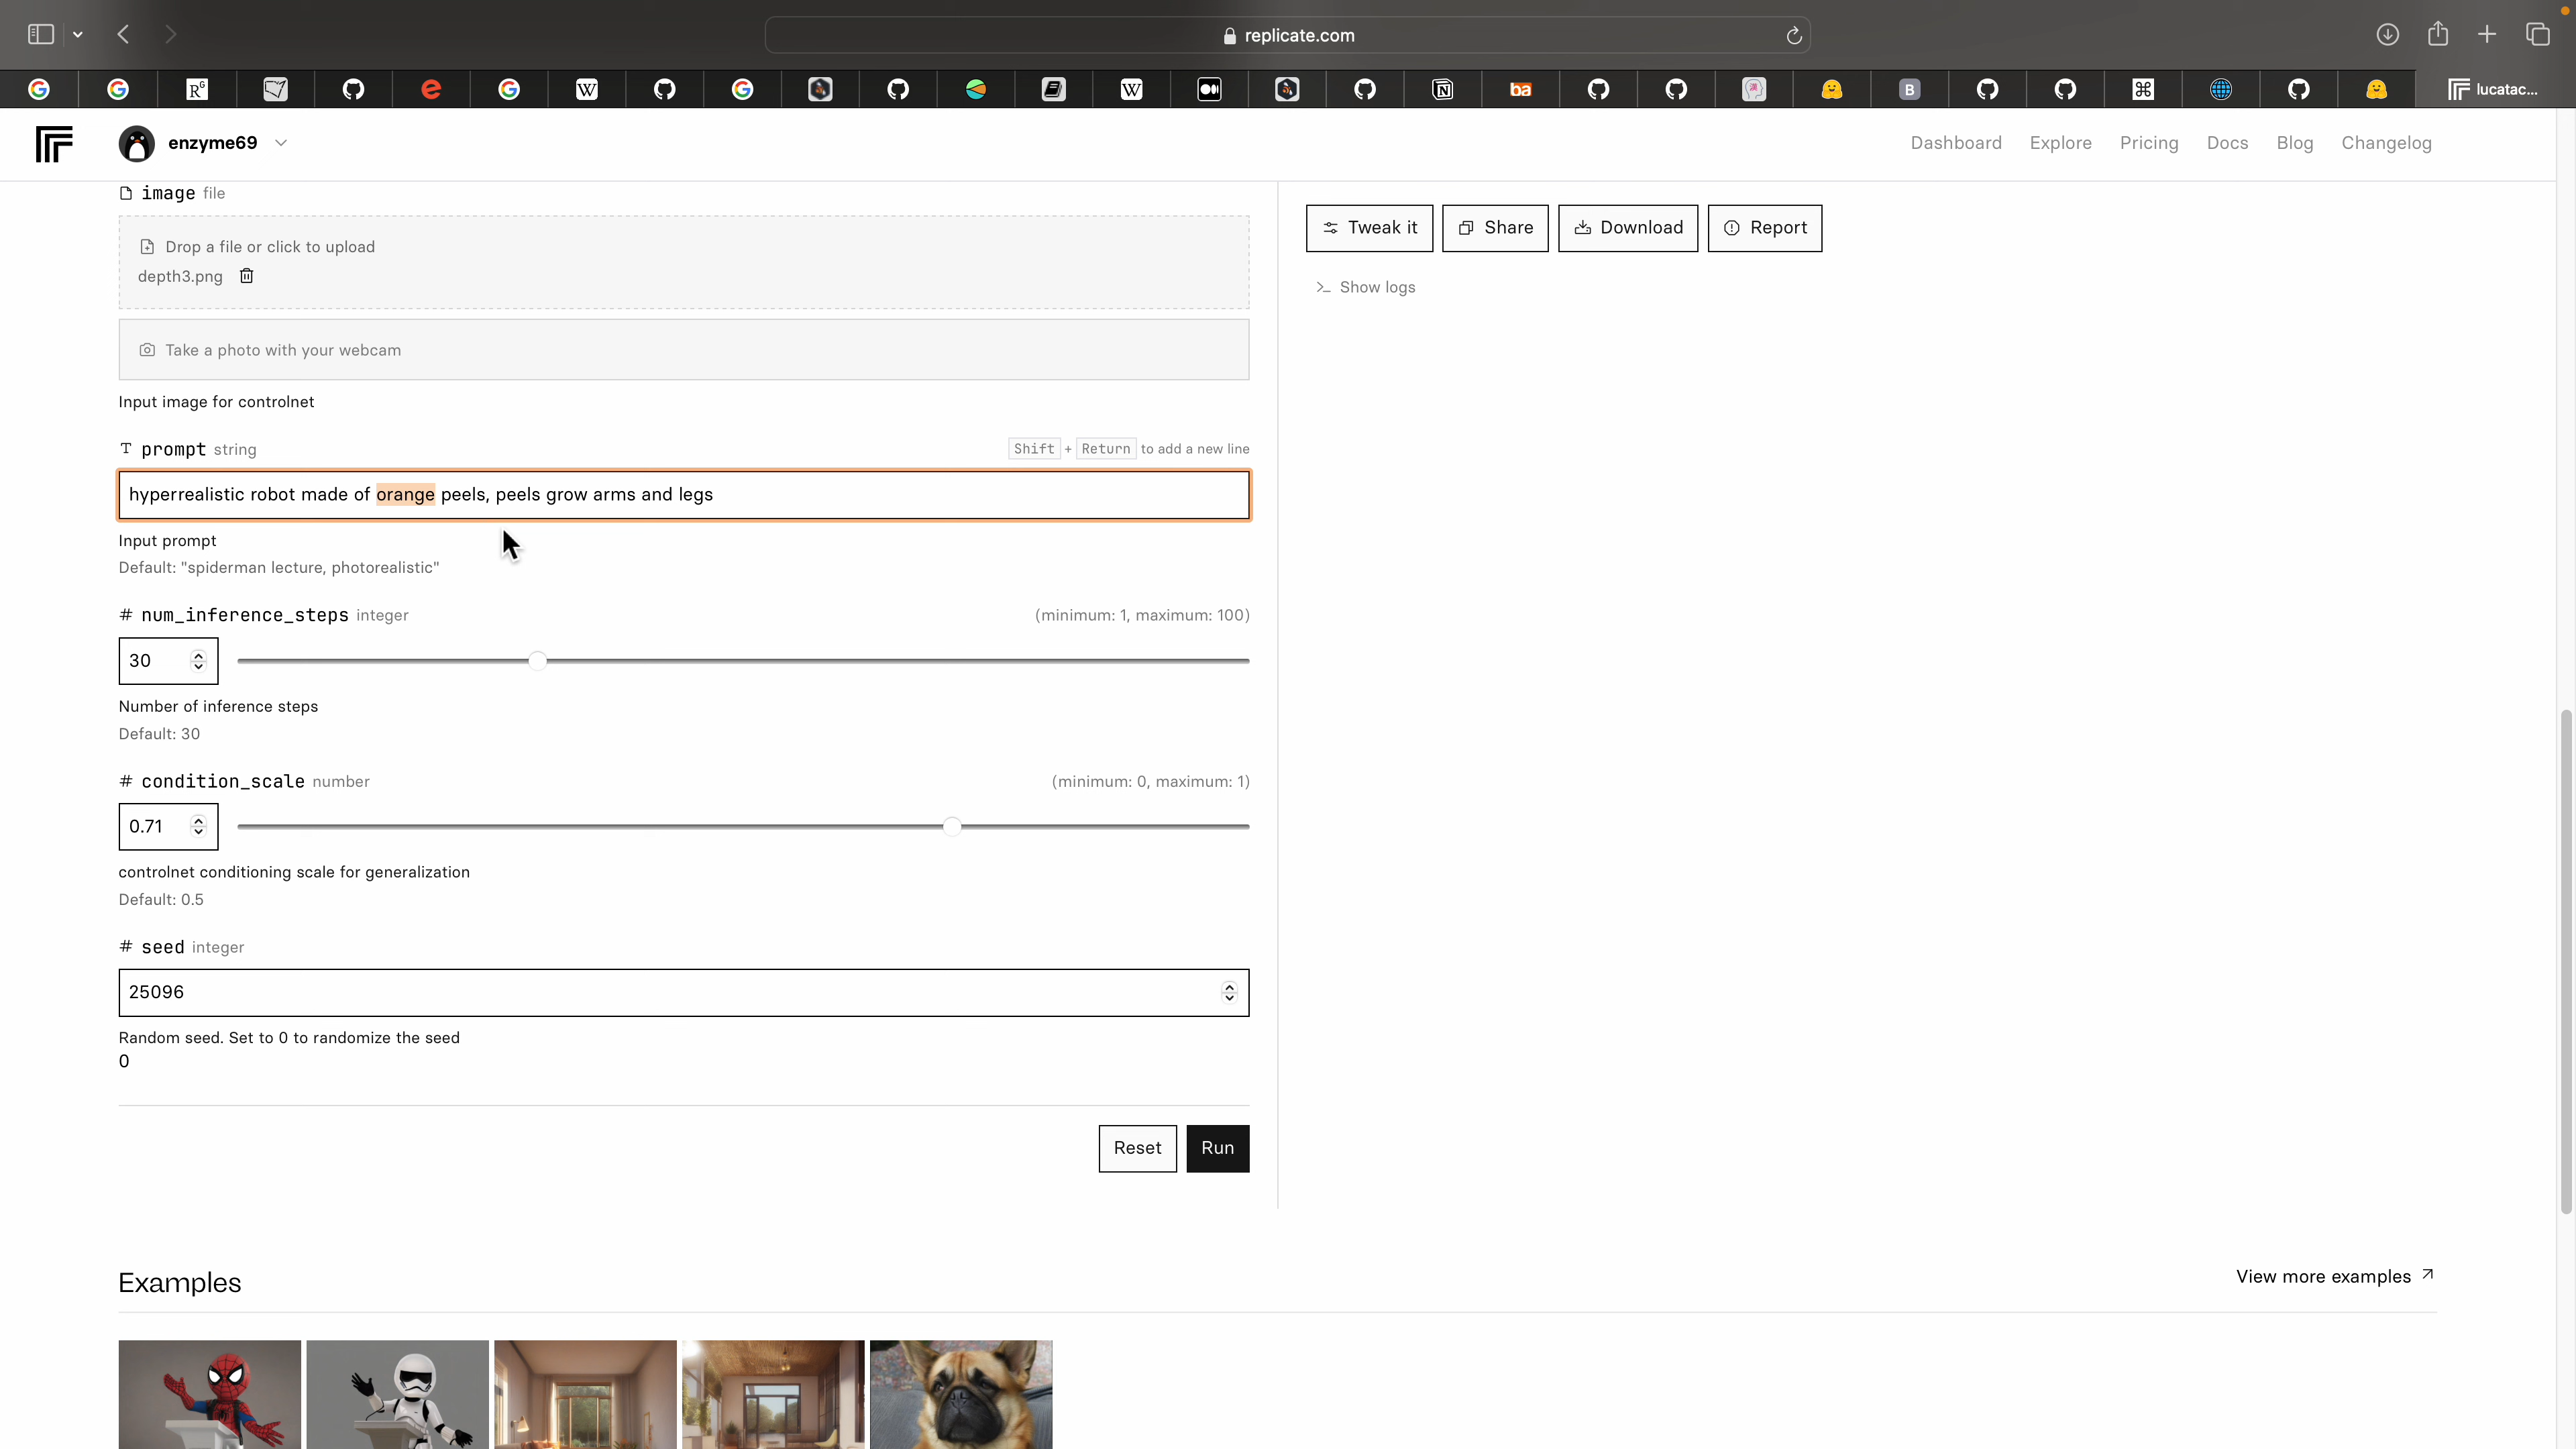 replicate.com
lucatac...
enzyme69
Dashboard
Explore
Pricing
Docs
Blog
Changelog
image file
Drop a file or click to upload
depth3.png
Take a photo with your webcam
Input image for controlnet
prompt string
Shift + Return to add a new line
hyperrealistic robot made of orange peels, peels grow arms and legs
Input prompt
Default: "spiderman lecture, photorealistic"
# num_inference_steps integer
(minimum: 1, maximum: 100)
30
Number of inference steps
Default: 30
# condition_scale number
(minimum: 0, maximum: 1)
0.71
controlnet conditioning scale for generalization
Default: 0.5
# seed integer
25096
Random seed. Set to 0 to randomize the seed
0
Reset
Run
Tweak it
Share
Download
Report
Show logs
Examples
View more examples